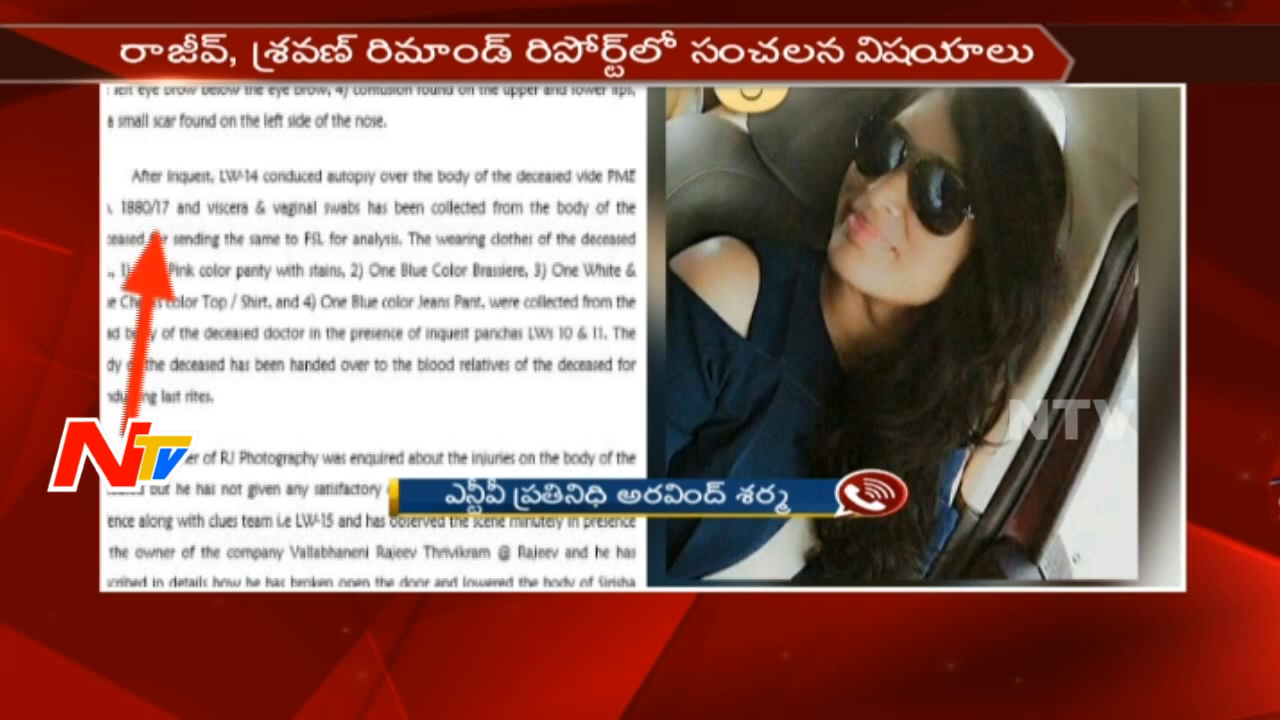 రాజీవ్, శ్రవణ్ రిమాండ్ రిపోర్ట్‌లో సంచలన విషయాలు
left eye brow below the eye brow, 4) contusion found on the upper and lower lips,
a small scar found on the left side of the nose.
After Inquest, LW-14 conduced autopsy over the body of the deceased vide PME
1880/17 and viscera & vaginal swabs has been collected from the body of the
sending the same to FSL for analysis. The wearing clothes of the deceased
Pink color panty with stains, 2) One Blue Color Brassiere, 3) One White &
color Top / Shirt, and 4) One Blue color Jeans Pant, were collected from the
of the deceased doctor in the presence of inquest panchas LWs 10 & 11. The
the deceased has been handed over to the blood relatives of the deceased for
last rites.
of RJ Photography was enquired about the injuries on the body of the
but he has not given any satisfactory
along with clues team i.e LW-15 and has observed the scene minutely in presence
the owner of the company Vallabhaneni Rajeev Thrivikram @ Rajeev and he has
in details how he has broken open the door and lowered the body of Sirisha
NTV
NTV
ఎన్టీవీ ప్రతినిధి అరవింద్ శర్మ